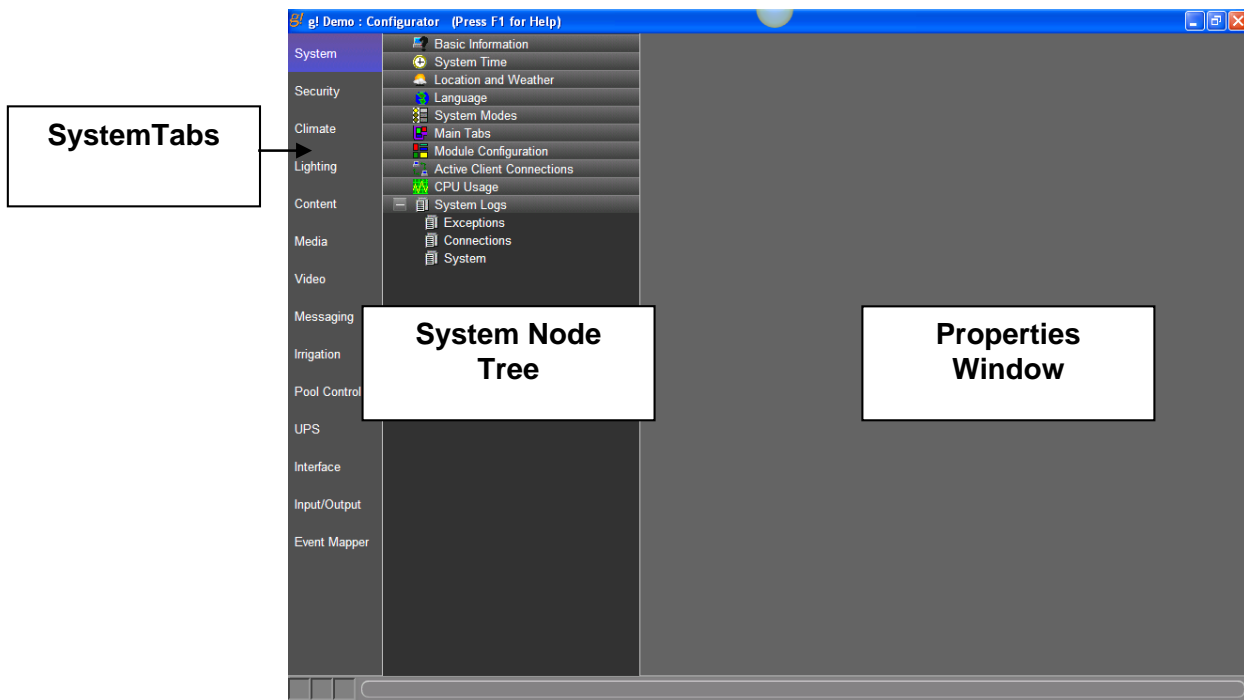 g! g! Demo : Configurator (Press F1 for Help)
SystemTabs
System
Security
Climate
Lighting
Content
Media
Video
Messaging
Irrigation
Pool Control
UPS
Interface
Input/Output
Event Mapper
Basic Information
System Time
Location and Weather
Language
System Modes
Main Tabs
Module Configuration
Active Client Connections
CPU Usage
System Logs
Exceptions
Connections
System
System Node
Tree
Properties
Window